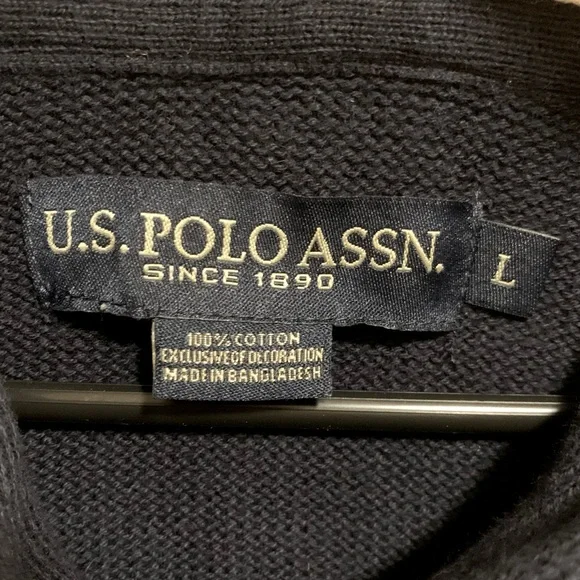 U.S. POLO ASSN.
SINCE 1890
L
100% COTTON
EXCLUSIVE OF DECORATION
MADE IN BANGLADESH